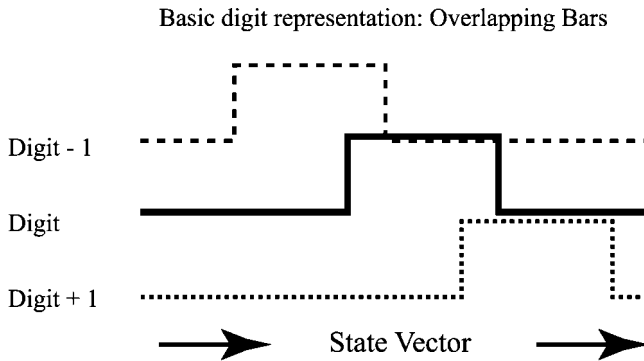 Basic digit representation: Overlapping Bars
Digit - 1
Digit
Digit + 1
State Vector